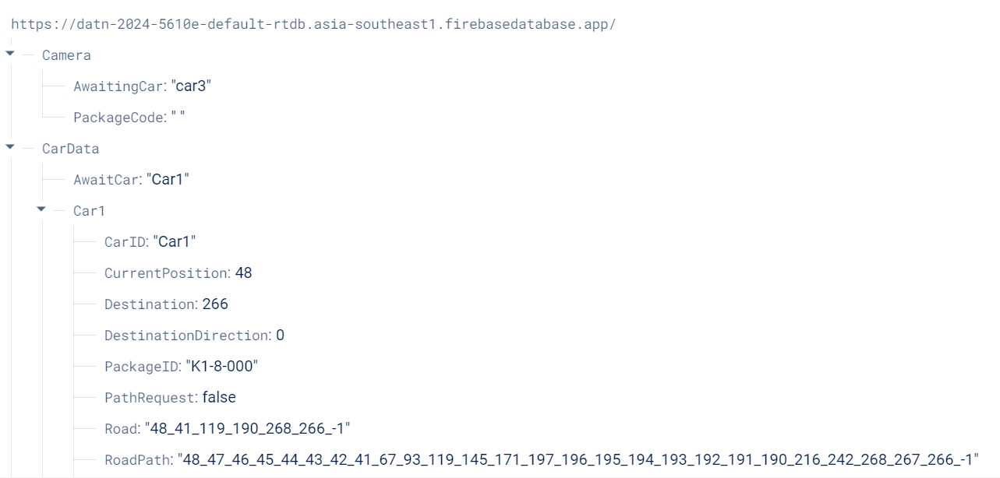 https://datn-2024-5610e-default-rtdb.asia-southeast1.firebasedatabase.app/
Camera
AwaitingCar: "car3"
PackageCode: " "
CarData
AwaitCar: "Car1"
Car1
CarID: "Car1"
CurrentPosition: 48
Destination: 266
DestinationDirection: 0
PackageID: "K1-8-000"
PathRequest: false
Road: "48_41_119_190_268_266_-1"
RoadPath: "48_47_46_45_44_43_42_41_67_93_119_145_171_197_196_195_194_193_192_191_190_216_242_268_267_266_-1"